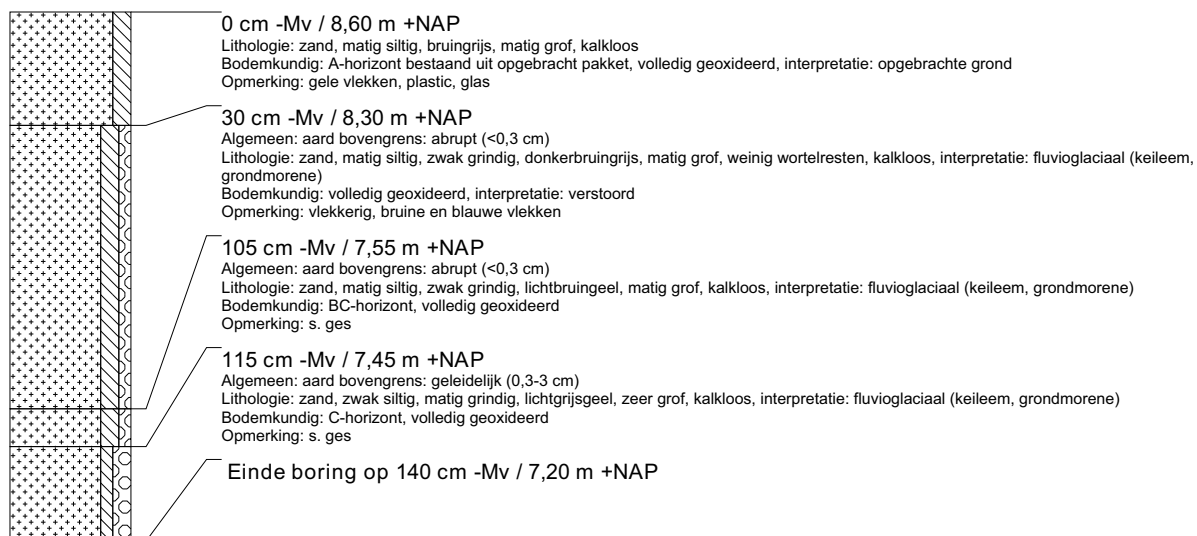 0 cm -Mv / 8,60 m +NAP
Lithologie: zand, matig siltig, bruingrijs, matig grof, kalkloos
Bodemkundig: A-horizont bestaand uit opgebracht pakket, volledig geoxideerd, interpretatie: opgebrachte grond
Opmerking: gele vlekken, plastic, glas
30 cm -Mv / 8,30 m +NAP
Algemeen: aard bovengrens: abrupt (<0,3 cm)
Lithologie: zand, matig siltig, zwak grindig, donkerbruingrijs, matig grof, weinig wortelresten, kalkloos, interpretatie: fluvioglaciaal (keileem,
grondmorene)
Bodemkundig: volledig geoxideerd, interpretatie: verstoord
Opmerking: vlekkerig, bruine en blauwe vlekken
105 cm -Mv / 7,55 m +NAP
Algemeen: aard bovengrens: abrupt (<0,3 cm)
Lithologie: zand, matig siltig, zwak grindig, lichtbruingeel, matig grof, kalkloos, interpretatie: fluvioglaciaal (keileem, grondmorene)
Bodemkundig: BC-horizont, volledig geoxideerd
Opmerking: s. ges
115 cm -Mv / 7,45 m +NAP
Algemeen: aard bovengrens: geleidelijk (0,3-3 cm)
Lithologie: zand, zwak siltig, matig grindig, lichtgrijsgeel, zeer grof, kalkloos, interpretatie: fluvioglaciaal (keileem, grondmorene)
Bodemkundig: C-horizont, volledig geoxideerd
Opmerking: s. ges
Einde boring op 140 cm -Mv / 7,20 m +NAP